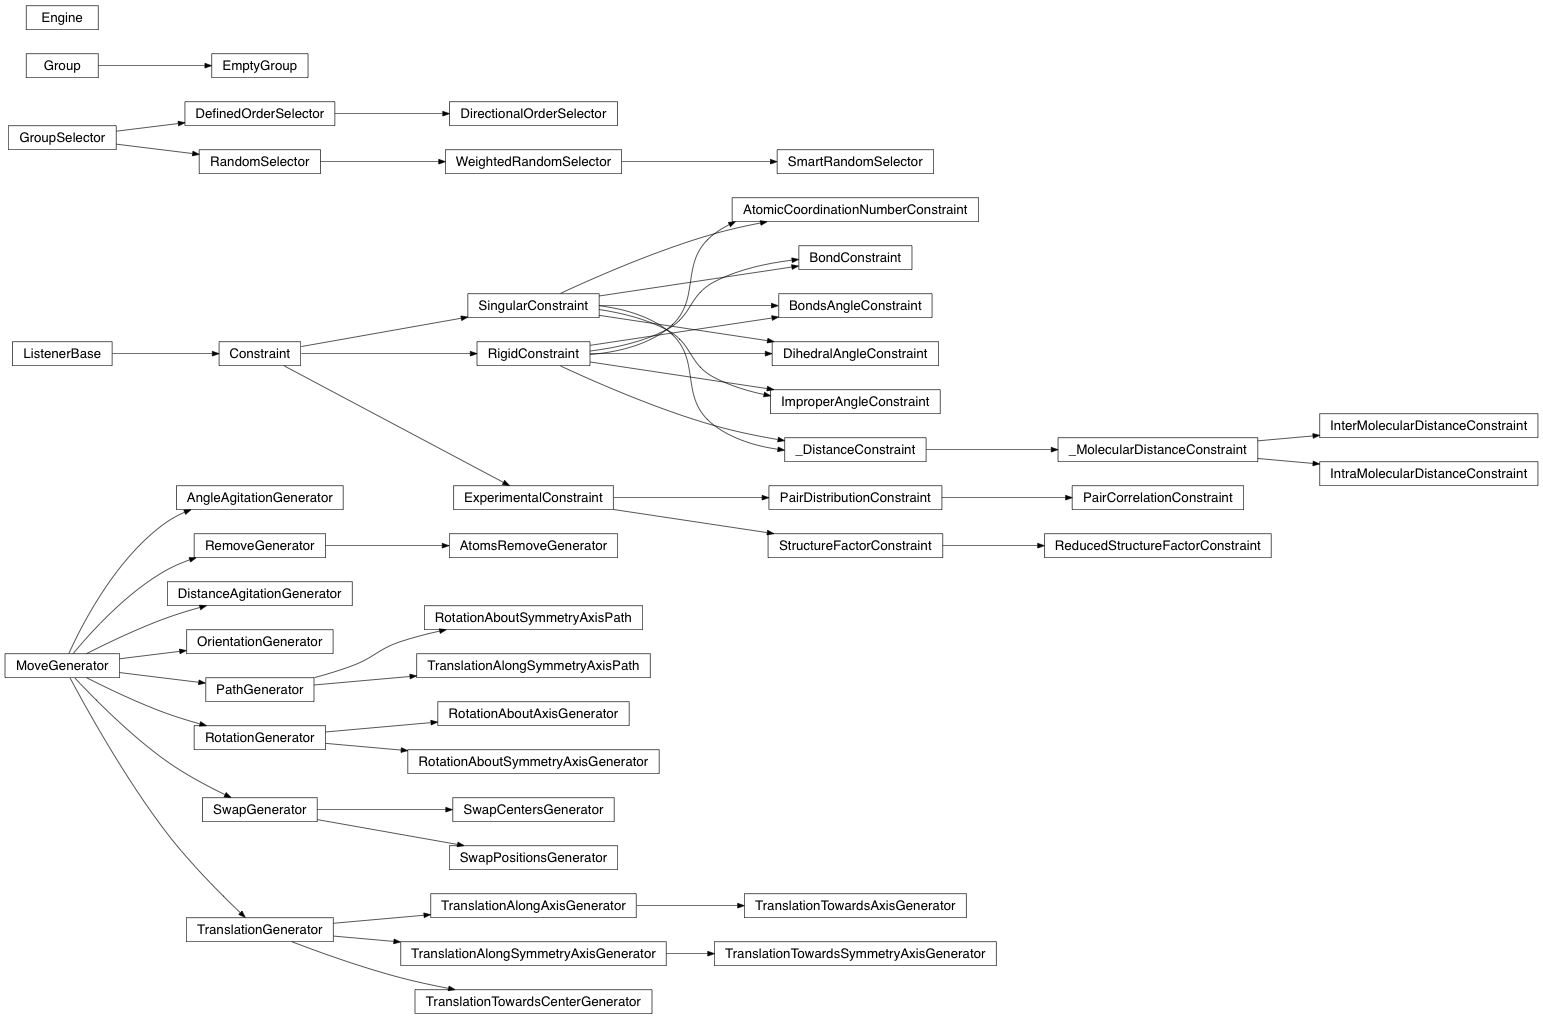 Engine
Group
EmptyGroup
DefinedOrderSelector
DirectionalOrderSelector
GroupSelector
RandomSelector
WeightedRandomSelector
SmartRandomSelector
AtomicCoordinationNumberConstraint
BondConstraint
SingularConstraint
BondsAngleConstraint
ListenerBase
Constraint
RigidConstraint
DihedralAngleConstraint
ImproperAngleConstraint
InterMolecularDistanceConstraint
_DistanceConstraint
_MolecularDistanceConstraint
IntraMolecularDistanceConstraint
AngleAgitationGenerator
ExperimentalConstraint
PairDistributionConstraint
PairCorrelationConstraint
RemoveGenerator
AtomsRemoveGenerator
StructureFactorConstraint
ReducedStructureFactorConstraint
DistanceAgitationGenerator
RotationAboutSymmetryAxisPath
OrientationGenerator
MoveGenerator
TranslationAlongSymmetryAxisPath
PathGenerator
RotationAboutAxisGenerator
RotationGenerator
RotationAboutSymmetryAxisGenerator
SwapGenerator
SwapCentersGenerator
SwapPositionsGenerator
TranslationAlongAxisGenerator
TranslationTowardsAxisGenerator
TranslationGenerator
TranslationAlongSymmetryAxisGenerator
TranslationTowardsSymmetryAxisGenerator
TranslationTowardsCenterGenerator